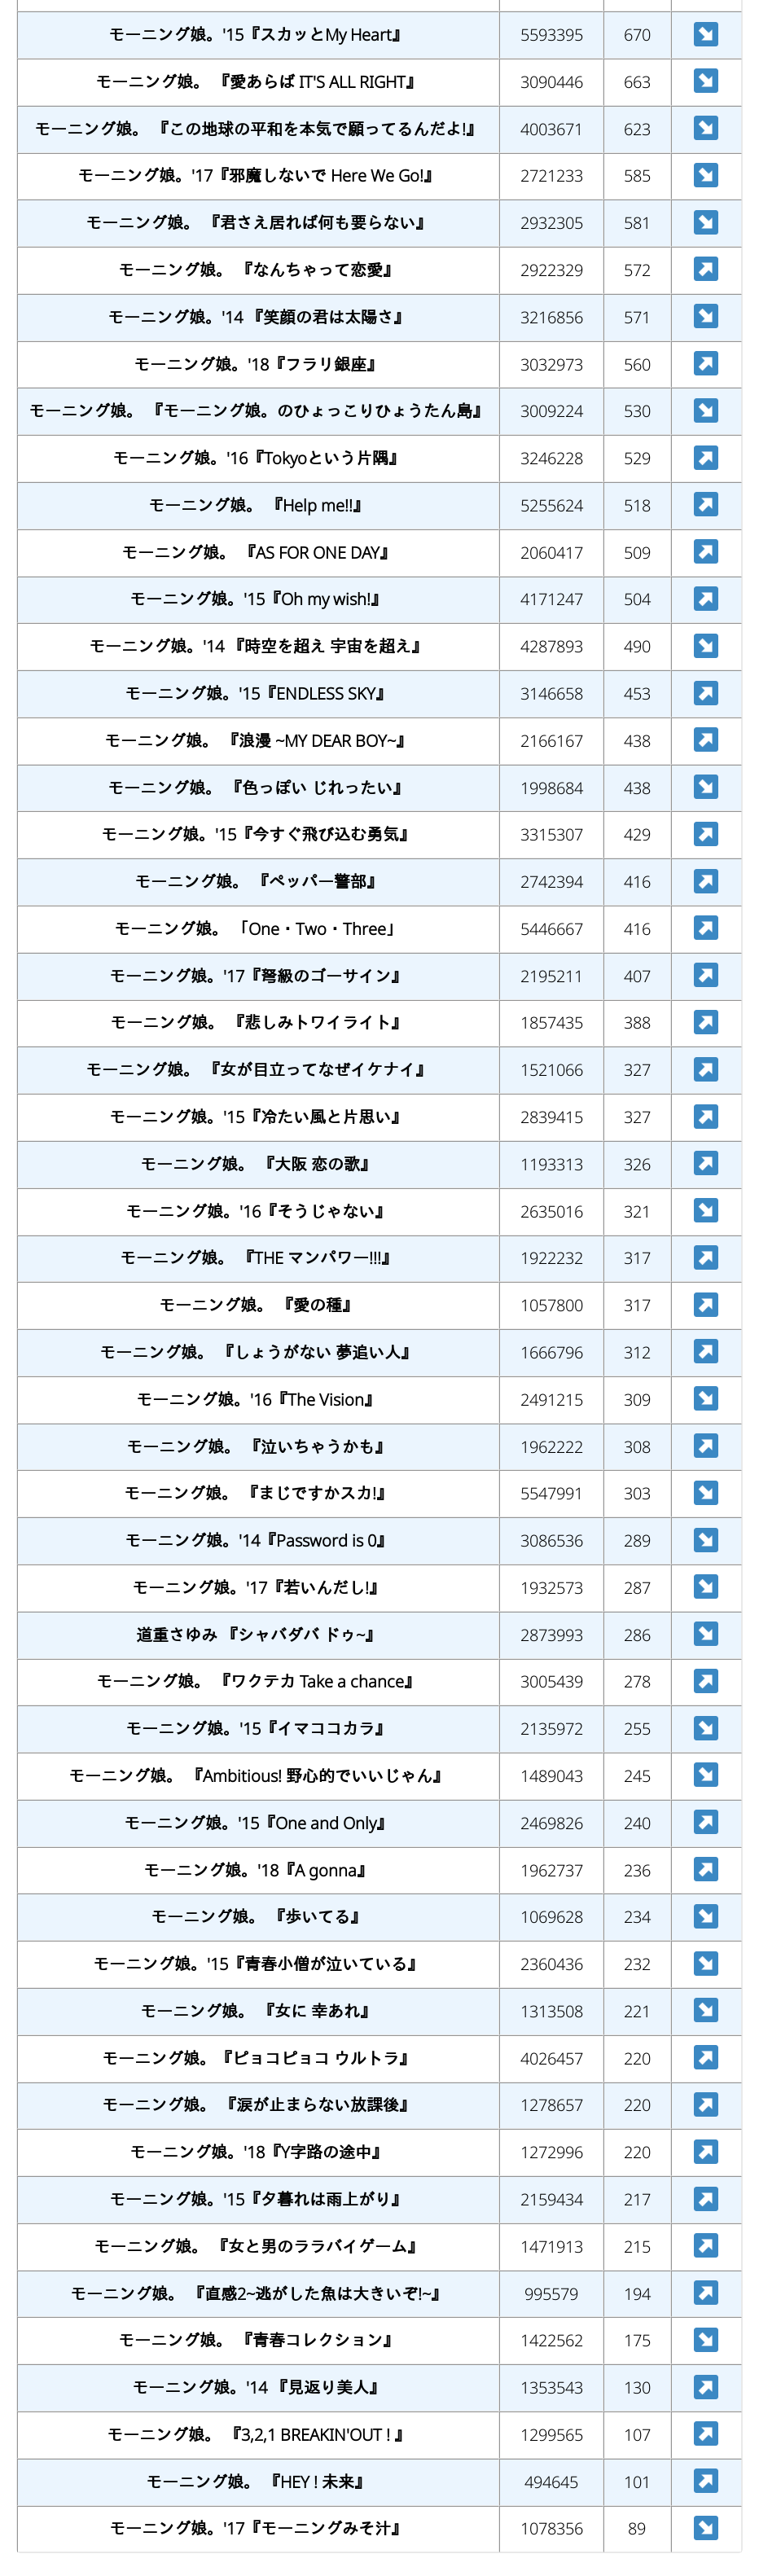 モーニング娘。'15『スカッとMy Heart』 5593395 670
モーニング娘。 『愛あらば IT'S ALL RIGHT』 3090446 663
モーニング娘。 『この地球の平和を本気で願ってるんだよ!』 4003671 623
モーニング娘。'17『邪魔しないで Here We Go!』 2721233 585
モーニング娘。 『君さえ居れば何も要らない』 2932305 581
モーニング娘。 『なんちゃって恋愛』 2922329 572
モーニング娘。'14 『笑顔の君は太陽さ』 3216856 571
モーニング娘。'18『フラリ銀座』 3032973 560
モーニング娘。 『モーニング娘。のひょっこりひょうたん島』 3009224 530
モーニング娘。'16『Tokyoという片隅』 3246228 529
モーニング娘。 『Help me!!』 5255624 518
モーニング娘。 『AS FOR ONE DAY』 2060417 509
モーニング娘。'15『Oh my wish!』 4171247 504
モーニング娘。'14 『時空を超え 宇宙を超え』 4287893 490
モーニング娘。'15『ENDLESS SKY』 3146658 453
モーニング娘。 『浪漫 ~MY DEAR BOY~』 2166167 438
モーニング娘。 『色っぽい じれったい』 1998684 438
モーニング娘。'15『今すぐ飛び込む勇気』 3315307 429
モーニング娘。 『ペッパー警部』 2742394 416
モーニング娘。 「One・Two・Three」 5446667 416
モーニング娘。'17『弩級のゴーサイン』 2195211 407
モーニング娘。 『悲しみトワイライト』 1857435 388
モーニング娘。 『女が目立ってなぜイケナイ』 1521066 327
モーニング娘。'15『冷たい風と片思い』 2839415 327
モーニング娘。 『大阪 恋の歌』 1193313 326
モーニング娘。'16『そうじゃない』 2635016 321
モーニング娘。 『THE マンパワー!!!』 1922232 317
モーニング娘。 『愛の種』 1057800 317
モーニング娘。 『しょうがない 夢追い人』 1666796 312
モーニング娘。'16『The Vision』 2491215 309
モーニング娘。 『泣いちゃうかも』 1962222 308
モーニング娘。 『まじですかスカ!』 5547991 303
モーニング娘。'14『Password is 0』 3086536 289
モーニング娘。'17『若いんだし!』 1932573 287
道重さゆみ 『シャバダバ ドゥ~』 2873993 286
モーニング娘。 『ワクテカ Take a chance』 3005439 278
モーニング娘。'15『イマココカラ』 2135972 255
モーニング娘。 『Ambitious! 野心的でいいじゃん』 1489043 245
モーニング娘。'15『One and Only』 2469826 240
モーニング娘。'18『A gonna』 1962737 236
モーニング娘。 『歩いてる』 1069628 234
モーニング娘。'15『青春小僧が泣いている』 2360436 232
モーニング娘。 『女に 幸あれ』 1313508 221
モーニング娘。『ピョコピョコ ウルトラ』 4026457 220
モーニング娘。 『涙が止まらない放課後』 1278657 220
モーニング娘。'18『Y字路の途中』 1272996 220
モーニング娘。'15『夕暮れは雨上がり』 2159434 217
モーニング娘。 『女と男のララバイゲーム』 1471913 215
モーニング娘。 『直感2~逃がした魚は大きいぞ!~』 995579 194
モーニング娘。 『青春コレクション』 1422562 175
モーニング娘。'14 『見返り美人』 1353543 130
モーニング娘。 『3,2,1 BREAKIN'OUT ! 』 1299565 107
モーニング娘。 『HEY ! 未来』 494645 101
モーニング娘。'17『モーニングみそ汁』 1078356 89